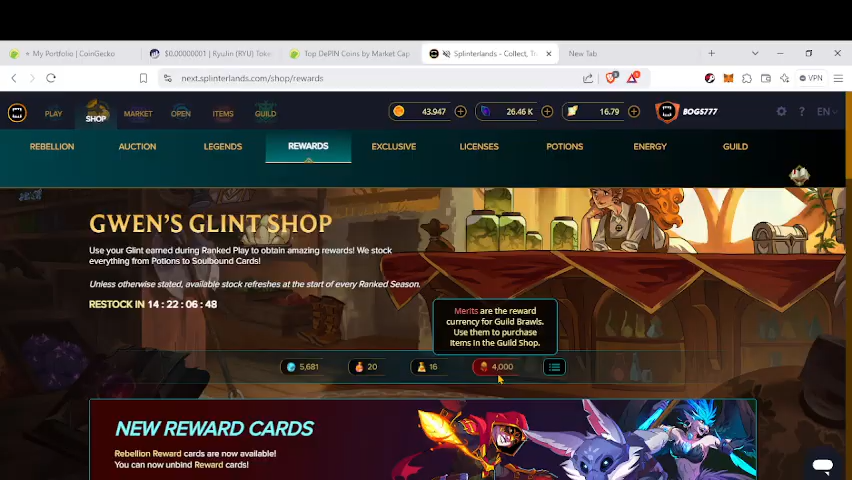 My Portfolio | CoinGecko
$0.00000001 | Ryulin (RYU) Toke
Top DePIN Coins by Market Cap
Splinterlands - Collect, Tr
New Tab
next.splinterlands.com/shop/rewards
VPN
PLAY SHOP MARKET OPEN ITEMS GUILD
43.947 26.46 K 16.79 BOGS777 EN
REBELLION AUCTION LEGENDS REWARDS EXCLUSIVE LICENSES POTIONS ENERGY GUILD
GWEN'S GLINT SHOP
Use your Glint earned during Ranked Play to obtain amazing rewards! We stock
everything from Potions to Soulbound Cards!
Unless otherwise stated, available stock refreshes at the start of every Ranked Season.
RESTOCK IN 14 : 22 : 06 : 48
Merits are the reward
currency for Guild Brawls.
Use them to purchase
Items in the Guild Shop.
5,681 20 16 4,000
NEW REWARD CARDS
Rebellion Reward cards are now available!
You can now unbind Reward cards!